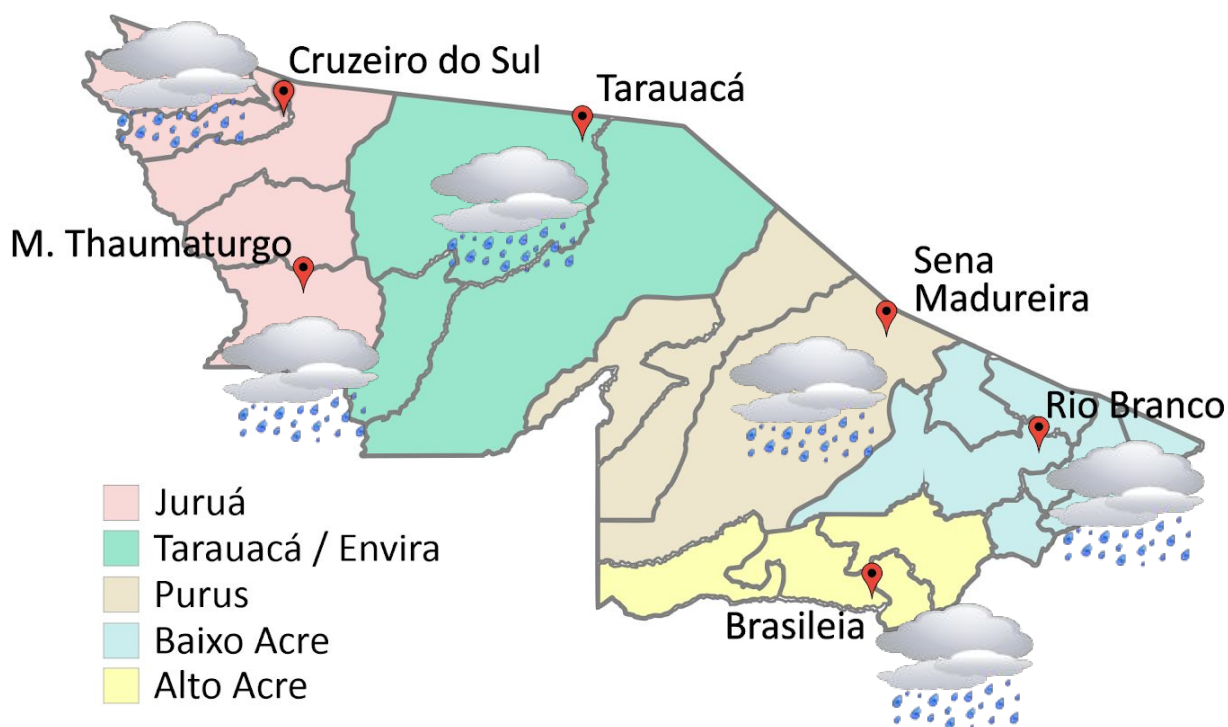 Cruzeiro do Sul
Tarauacá
M. Thaumaturgo
Sena
Madureira
Rio Branco
Brasileia
Juruá
Tarauacá / Envira
Purus
Baixo Acre
Alto Acre